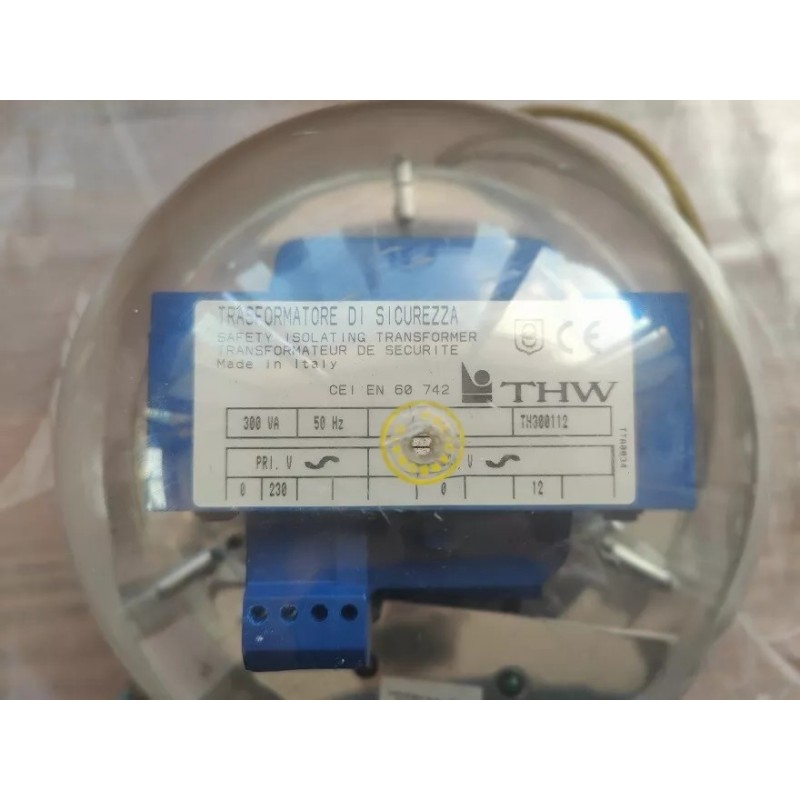 TRASFORMATORE DI SICUREZZA
SAFETY ISOLATING TRANSFORMER
TRANSFORMATEUR DE SECURITE
Made in Italy
CE
CEI EN 60 742
THW
300 VA 50 Hz TH300112
PRI. V V
0 230 0 12